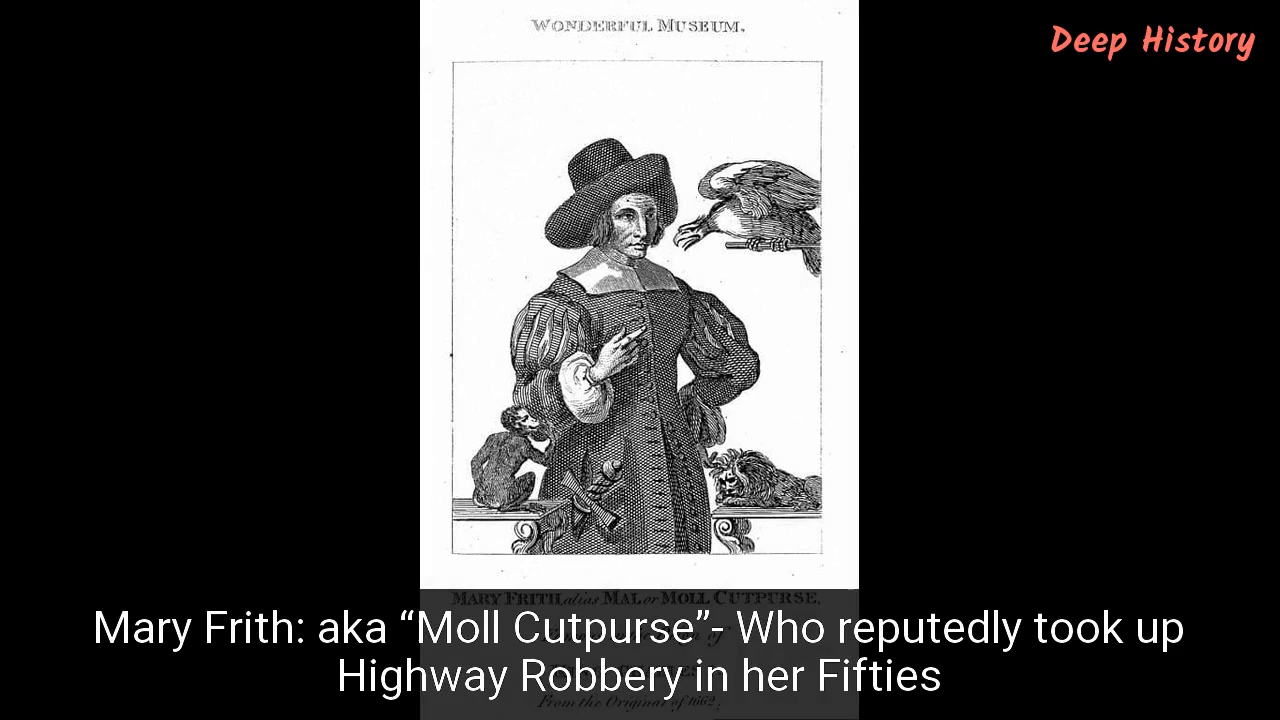 WONDERFUL MUSEUM.
Deep History
MARY FRITH alias MAL or MOLL CUTPURSE.
Mary Frith: aka “Moll Cutpurse”- Who reputedly took up
Highway Robbery in her Fifties
From the Original of 1662;